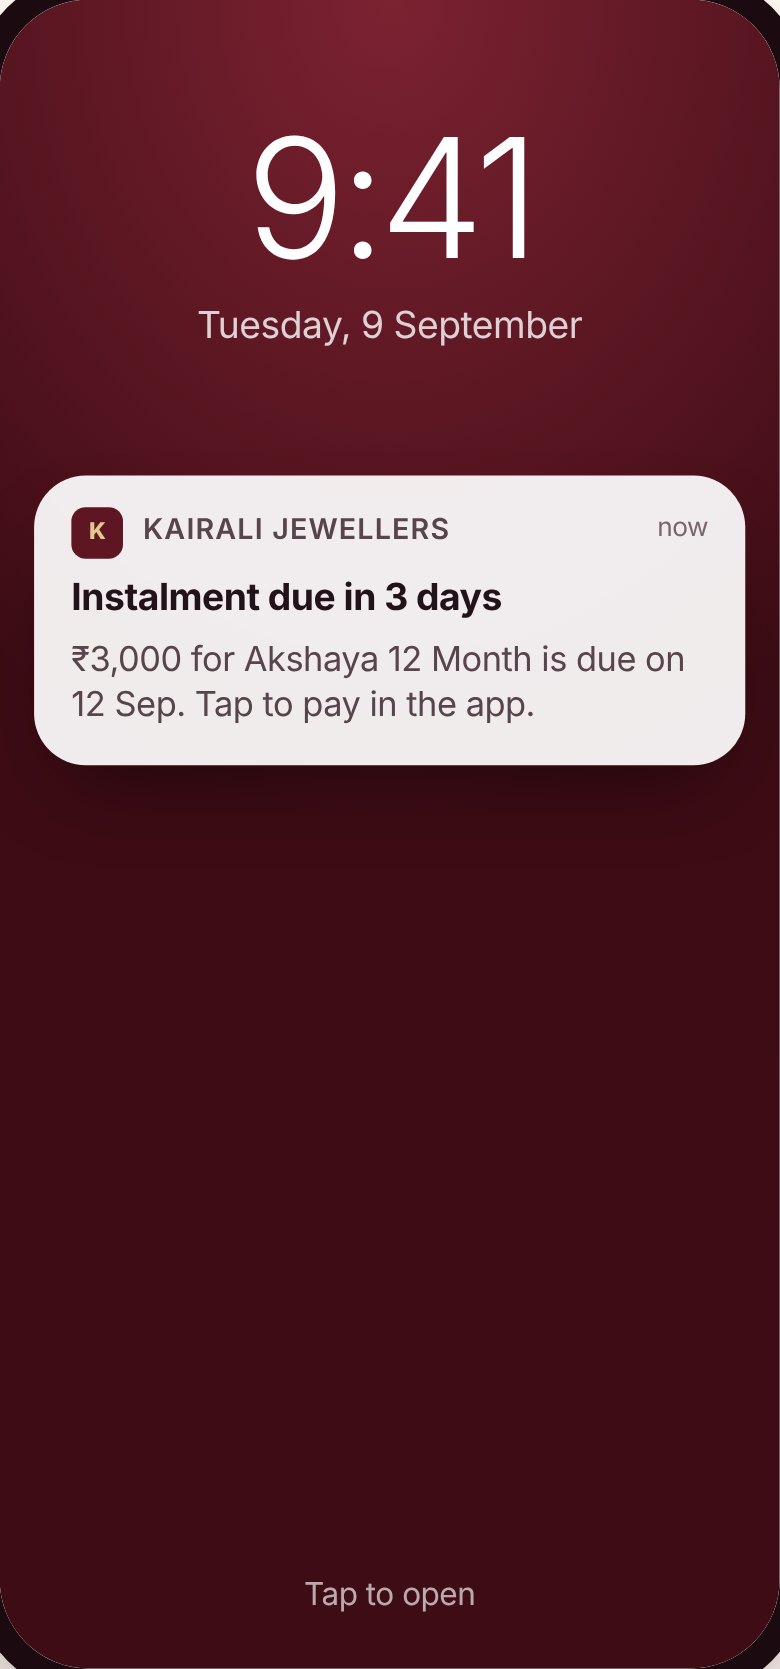 9:41
Tuesday, 9 September
K
KAIRALI JEWELLERS
now
Instalment due in 3 days
₹3,000 for Akshaya 12 Month is due on
12 Sep. Tap to pay in the app.
Tap to open